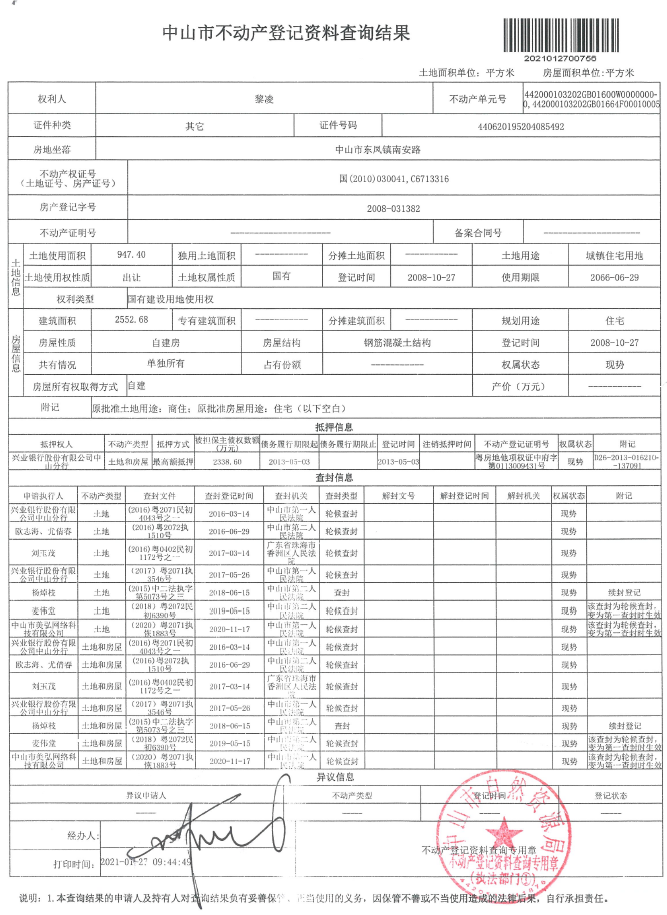 中山市不动产登记资料查询结果
2021012700766
土地面积单位：平方米 房屋面积单位:平方米
权利人 黎凌 不动产单元号 442000103202GB01600W0000000-0,442000103202GB01664F00010005
证件种类 其它 证件号码 440620195204085492
房地坐落 中山市东凤镇南安路
不动产权证号（土地证号、房产证号） 国(2010)030041,C6713316
房产登记字号 2008-031382
不动产证明号 -------------------- 备案合同号 --------------------
土地信息
土地使用面积 947.40 独用土地面积 ----------- 分摊土地面积 ----------- 土地用途 城镇住宅用地
土地使用权性质 出让 土地权属性质 国有 登记时间 2008-10-27 使用期限 2066-06-29
权利类型 国有建设用地使用权
房屋信息
建筑面积 2552.68 专有建筑面积 ----------- 分摊建筑面积 ----------- 规划用途 住宅
房屋性质 自建房 房屋结构 钢筋混凝土结构 登记时间 2008-10-27
共有情况 单独所有 占有份额 ----------- 权属状态 现势
房屋所有权取得方式 自建 产价（万元） -----------
附记 原批准土地用途：商住；原批准房屋用途：住宅（以下空白）
抵押信息
抵押权人 不动产类型 抵押方式 被担保主债权数额(万元) 债务履行期限起 债务履行期限止 登记时间 注销抵押时间 不动产登记证明号 权属状态 附记
兴业银行股份有限公司中山分行 土地和房屋 最高额抵押 2338.60 2013-05-03 2013-05-03 粤房地他项权证中府字第0113009431号 现势 D26-2013-016210-137091
查封信息
申请执行人 不动产类型 查封文件 查封登记时间 查封机关 查封类型 解封文号 解封登记时间 解封机关 权属状态 附记
兴业银行股份有限公司中山分行 土地 (2016)粤2071民初4043号之一 2016-03-14 中山市第一人民法院 轮候查封 现势
欧志海、尤借春 土地 (2016)粤2072执1510号 2016-06-29 中山市第二人民法院 轮候查封 现势
刘玉茂 土地 (2016)粤0402民初1172号之一 2017-03-14 广东省珠海市香洲区人民法院 轮候查封 现势
兴业银行股份有限公司中山分行 土地 (2017) 粤2071执3546号 2017-05-26 中山市第一人民法院 轮候查封 现势
杨焯枝 土地 (2015)中二法执字第5073号之三 2018-06-15 中山市第二人民法院 查封 现势 续封登记
麦伟堂 土地 (2018) 粤2072民初6390号 2019-05-15 中山市第二人民法院 轮候查封 现势 该查封为轮候查封,变为第一查封时生效
中山市美弘网络科技有限公司 土地 (2020) 粤2071执恢1883号 2020-11-17 中山市第一人民法院 轮候查封 现势 该查封为轮候查封,变为第一查封时生效
兴业银行股份有限公司中山分行 土地和房屋 (2016)粤2071民初4043号之一 2016-03-14 中山市第一人民法院 轮候查封 现势
欧志海、尤借春 土地和房屋 (2016)粤2072执1510号 2016-06-29 中山市第二人民法院 轮候查封 现势
刘玉茂 土地和房屋 (2016)粤0402民初1172号之一 2017-03-14 广东省珠海市香洲区人民法院 轮候查封 现势
兴业银行股份有限公司中山分行 土地和房屋 (2017) 粤2071执3546号 2017-05-26 中山市第一人民法院 轮候查封 现势
杨焯枝 土地和房屋 (2015)中二法执字第5073号之三 2018-06-15 中山市第二人民法院 查封 现势 续封登记
麦伟堂 土地和房屋 (2018) 粤2072民初6390号 2019-05-15 中山市第二人民法院 轮候查封 现势 该查封为轮候查封,变为第一查封时生效
中山市美弘网络科技有限公司 土地和房屋 (2020) 粤2071执恢1883号 2020-11-17 中山市第一人民法院 轮候查封 现势 该查封为轮候查封,变为第一查封时生效
异议信息
异议申请人 不动产类型 登记时间 登记状态
----- ----- ----- -----
经办人:
打印时间: 2021-01-27 09:44:49
不动产登记资料查询专用章
中山市自然资源局
不动产登记资料查询专用章
(执法部门①)
说明：1.本查询结果的申请人及持有人对查询结果负有妥善保管、正当使用的义务，因保管不善或不当使用造成的法律后果，自行承担责任。